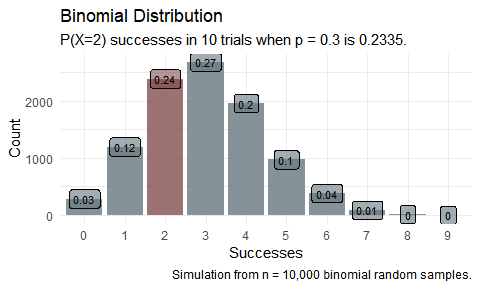 Binomial Distribution
P(X=2) successes in 10 trials when p = 0.3 is 0.2335.
0.27
0.24
2000
0.2
0.12
1000
0.1
0.03
0.04
0.01
0
0
0
0 1 2 3 4 5 6 7 8 9
Count
Successes
Simulation from n = 10,000 binomial random samples.